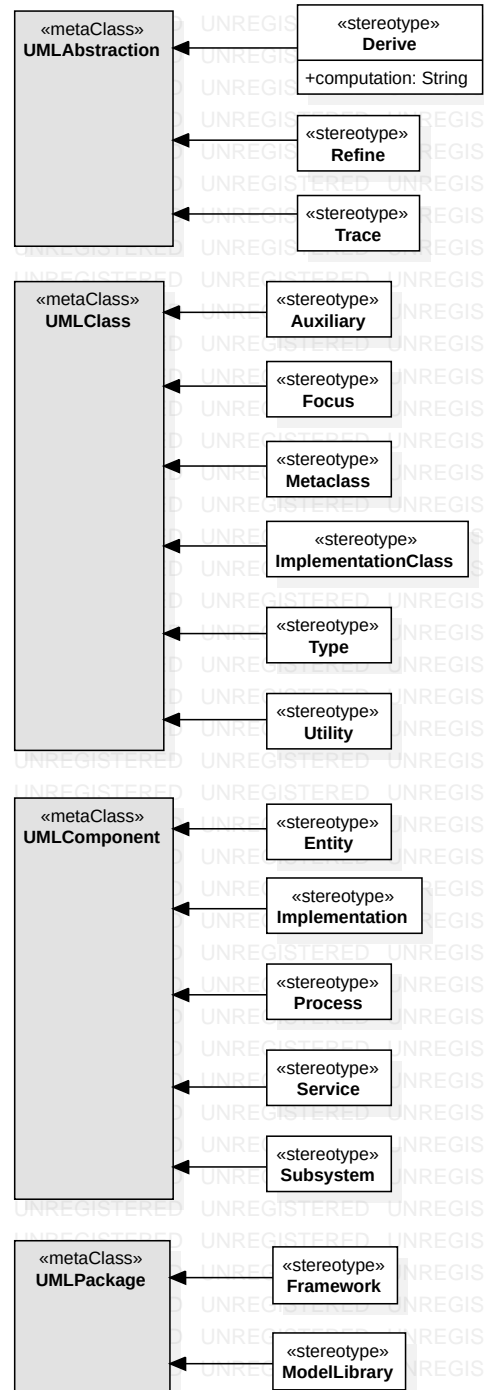 «metaClass»
UMLAbstraction
«stereotype»
Derive
+computation: String
«stereotype»
Refine
«stereotype»
Trace
«metaClass»
UMLClass
«stereotype»
Auxiliary
«stereotype»
Focus
«stereotype»
Metaclass
«stereotype»
ImplementationClass
«stereotype»
Type
«stereotype»
Utility
«metaClass»
UMLComponent
«stereotype»
Entity
«stereotype»
Implementation
«stereotype»
Process
«stereotype»
Service
«stereotype»
Subsystem
«metaClass»
UMLPackage
«stereotype»
Framework
«stereotype»
ModelLibrary
UNREGISTERED